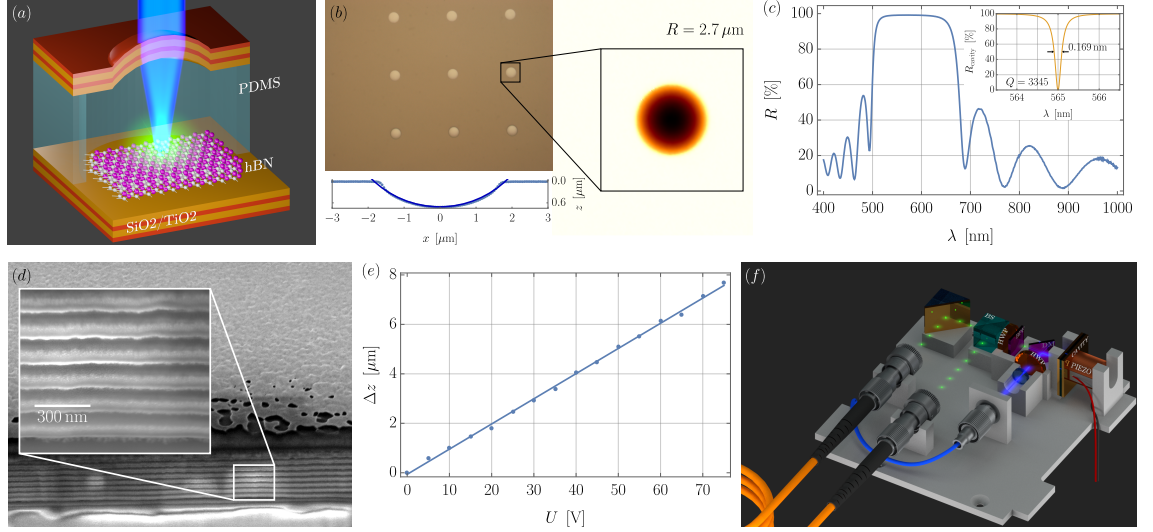 (a)
PDMS
hBN
SiO2/TiO2
(b)
R = 2.7 μm
0.0
0.6
z [μm]
−3 −2 −1 0 1 2 3
x [μm]
(c)
100
80
60
40
20
0
R [%]
400 500 600 700 800 900 1000
λ [nm]
100
80
60
40
20
0
R_cavity [%]
0.169 nm
Q = 3345
564 565 566
λ [nm]
(d)
300 nm
(e)
8
6
4
2
0
Δz [μm]
0 10 20 30 40 50 60 70
U [V]
(f)
BS
HWP
PIEZO